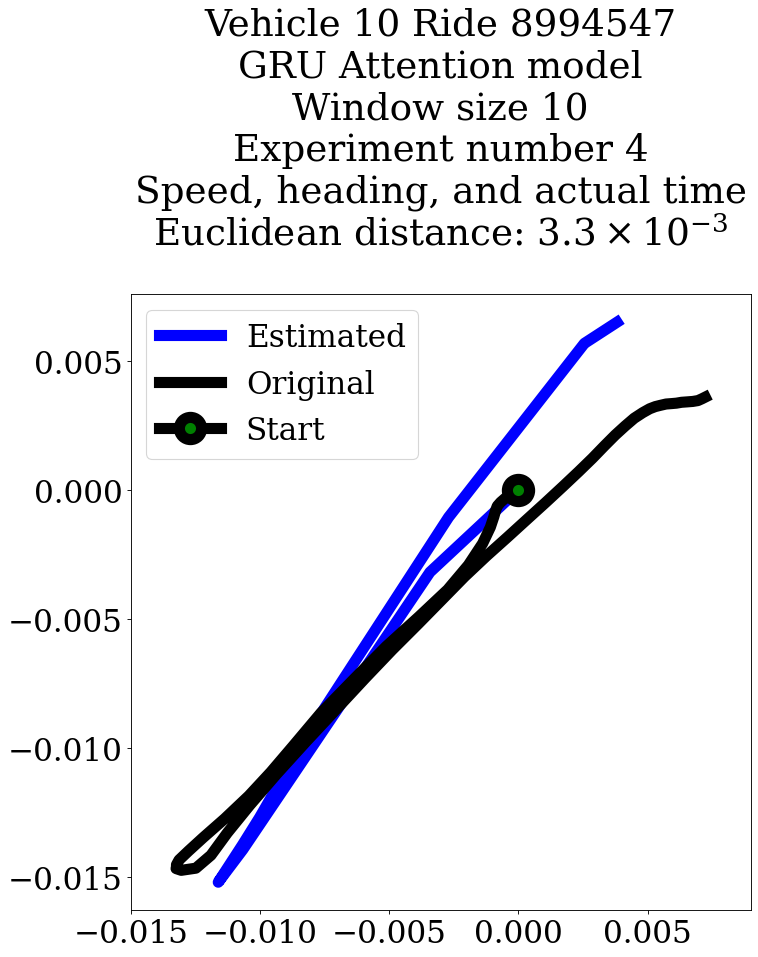 Vehicle 10 Ride 8994547
GRU Attention model
Window size 10
Experiment number 4
Speed, heading, and actual time
Euclidean distance: 3.3 × 10⁻³
Estimated
Original
Start
0.005
0.000
−0.005
−0.010
−0.015
−0.015 −0.010 −0.005 0.000 0.005